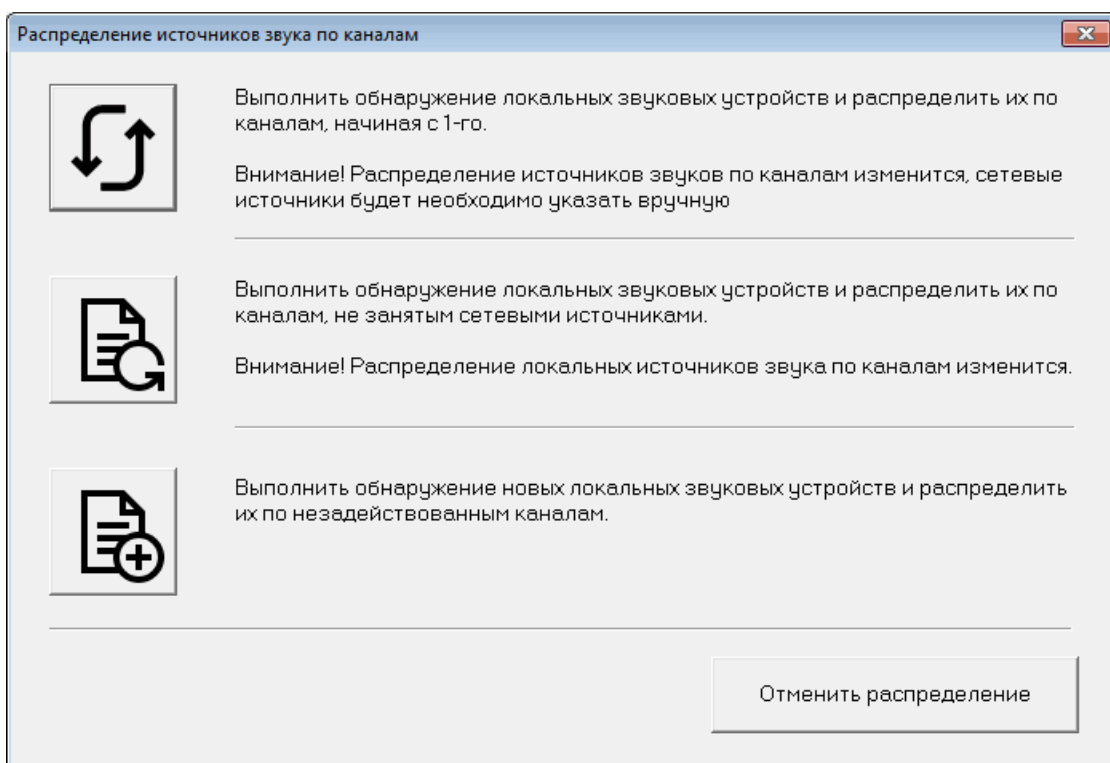 Распределение источников звука по каналам
Выполнить обнаружение локальных звуковых устройств и распределить их по
каналам, начиная с 1-го.
Внимание! Распределение источников звуков по каналам изменится, сетевые
источники будет необходимо указать вручную
Выполнить обнаружение локальных звуковых устройств и распределить их по
каналам, не занятым сетевыми источниками.
Внимание! Распределение локальных источников звука по каналам изменится.
Выполнить обнаружение новых локальных звуковых устройств и распределить
их по незадействованным каналам.
Отменить распределение